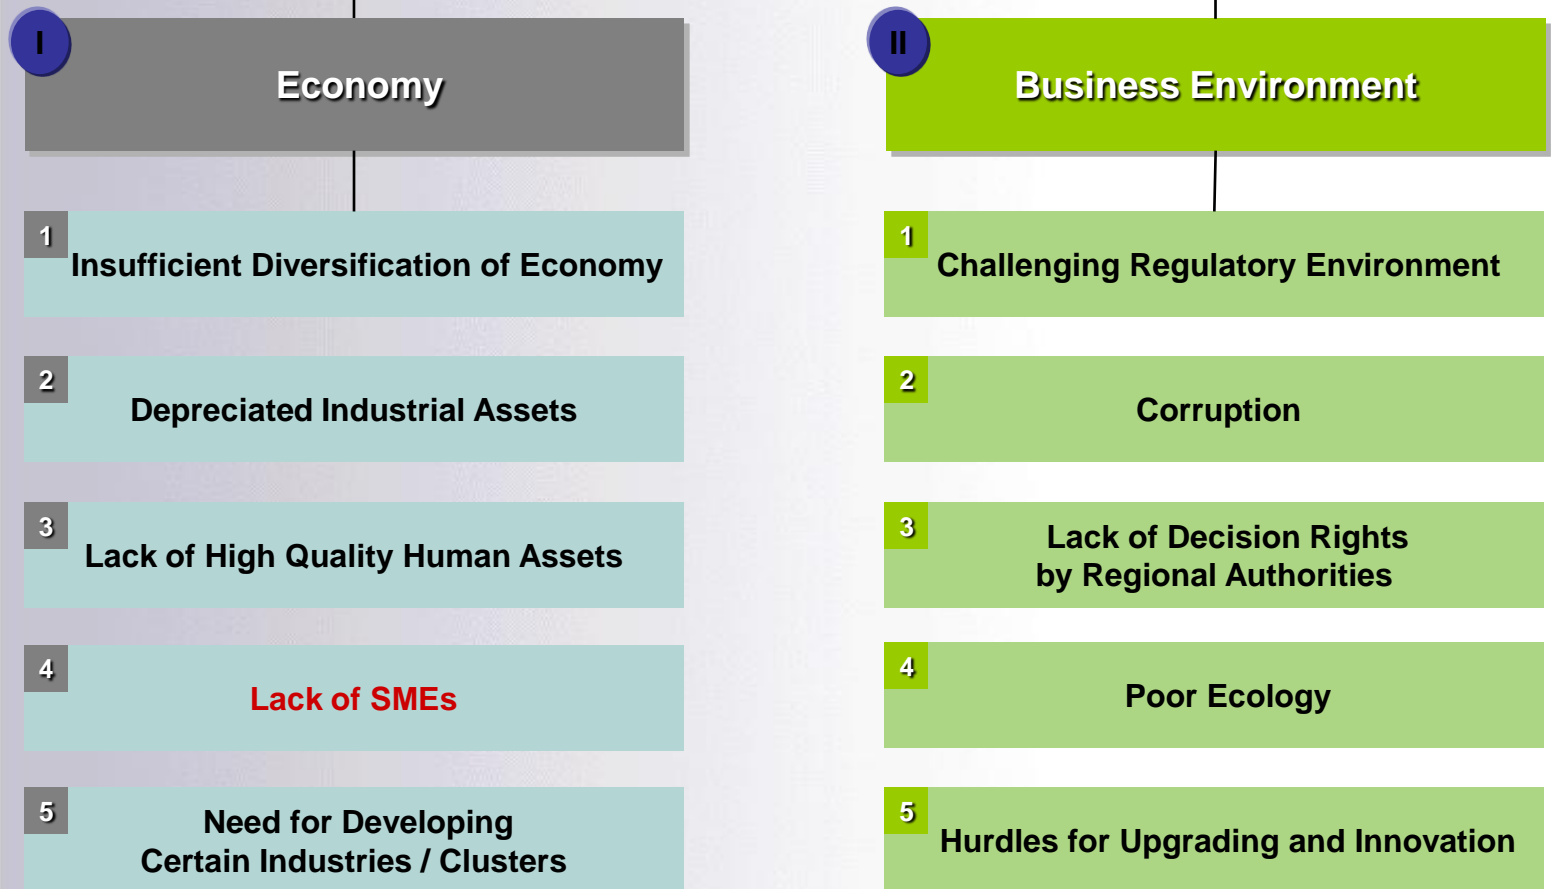 I
Economy
1
Insufficient Diversification of Economy
2
Depreciated Industrial Assets
3
Lack of High Quality Human Assets
4
Lack of SMEs
5
Need for Developing
Certain Industries / Clusters
II
Business Environment
1
Challenging Regulatory Environment
2
Corruption
3
Lack of Decision Rights
by Regional Authorities
4
Poor Ecology
5
Hurdles for Upgrading and Innovation